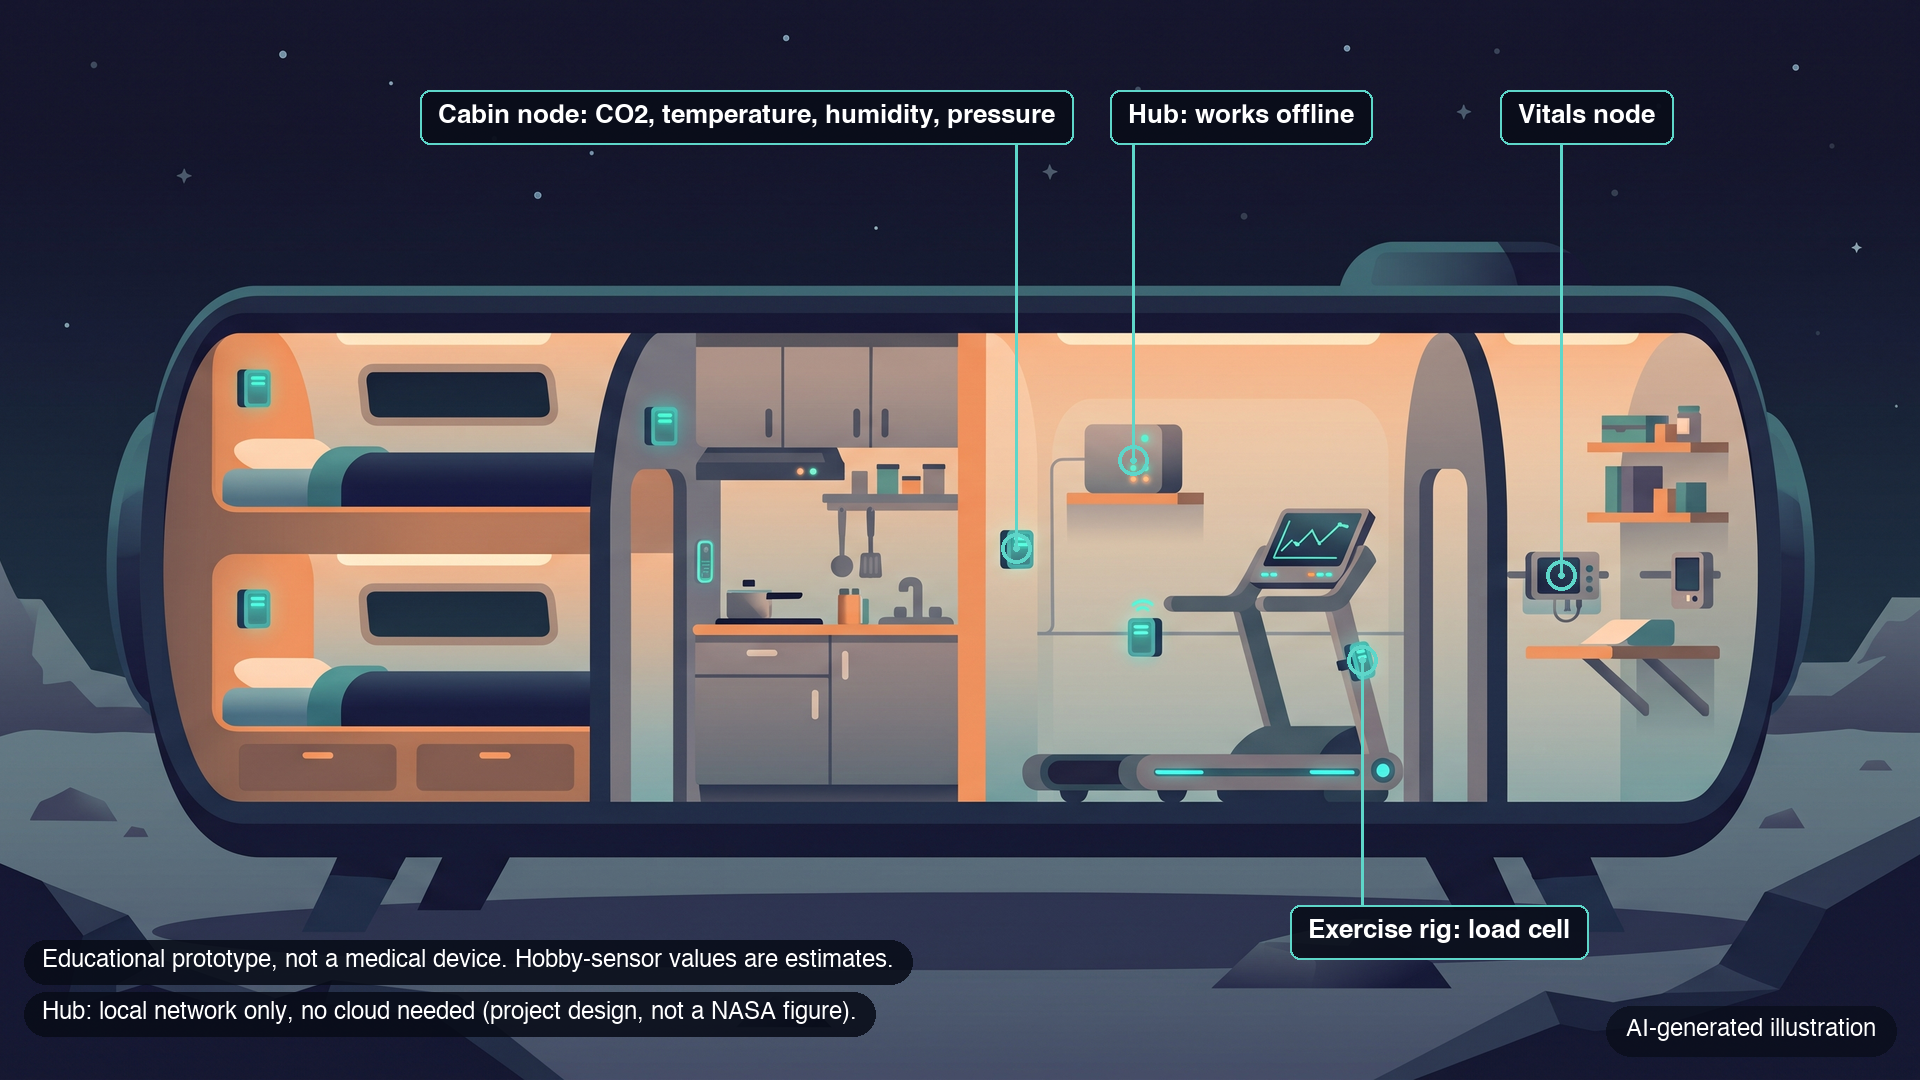 Cabin node: CO2, temperature, humidity, pressure
Hub: works offline
Vitals node
Exercise rig: load cell
Educational prototype, not a medical device. Hobby-sensor values are estimates.
Hub: local network only, no cloud needed (project design, not a NASA figure).
AI-generated illustration